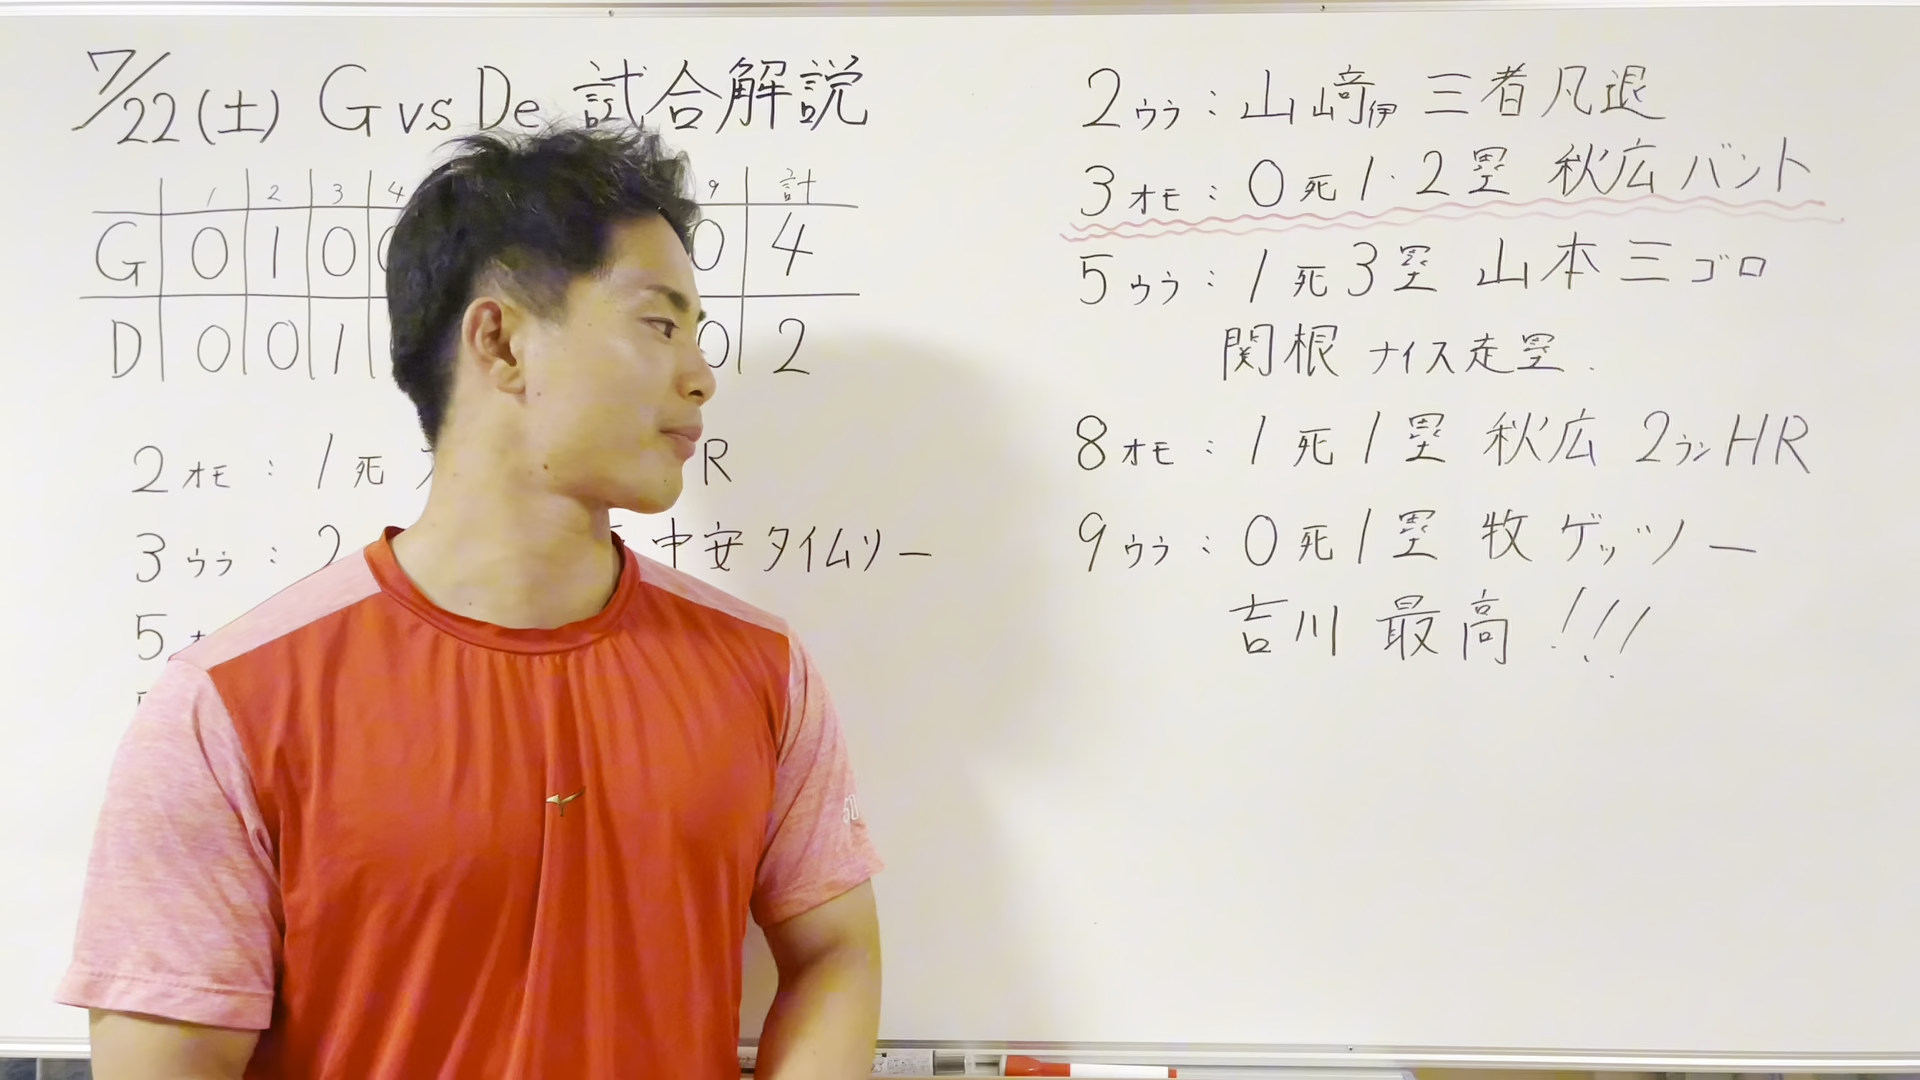 7/22(土) G vs De 試合解説
1 2 3 4 9 計
G 0 1 0 0 0 4
D 0 0 1 0 2
2オモ : 1死 R
3ウラ : 2 中安タイムリー
5
2ウラ : 山﨑伊 三者凡退
3オモ : 0死1・2塁 秋広バント
5ウラ : 1死3塁 山本三ゴロ
関根 ナイス走塁.
8オモ : 1死1塁 秋広 2ランHR
9ウラ : 0死1塁 牧ゲッツー
吉川 最高!!!